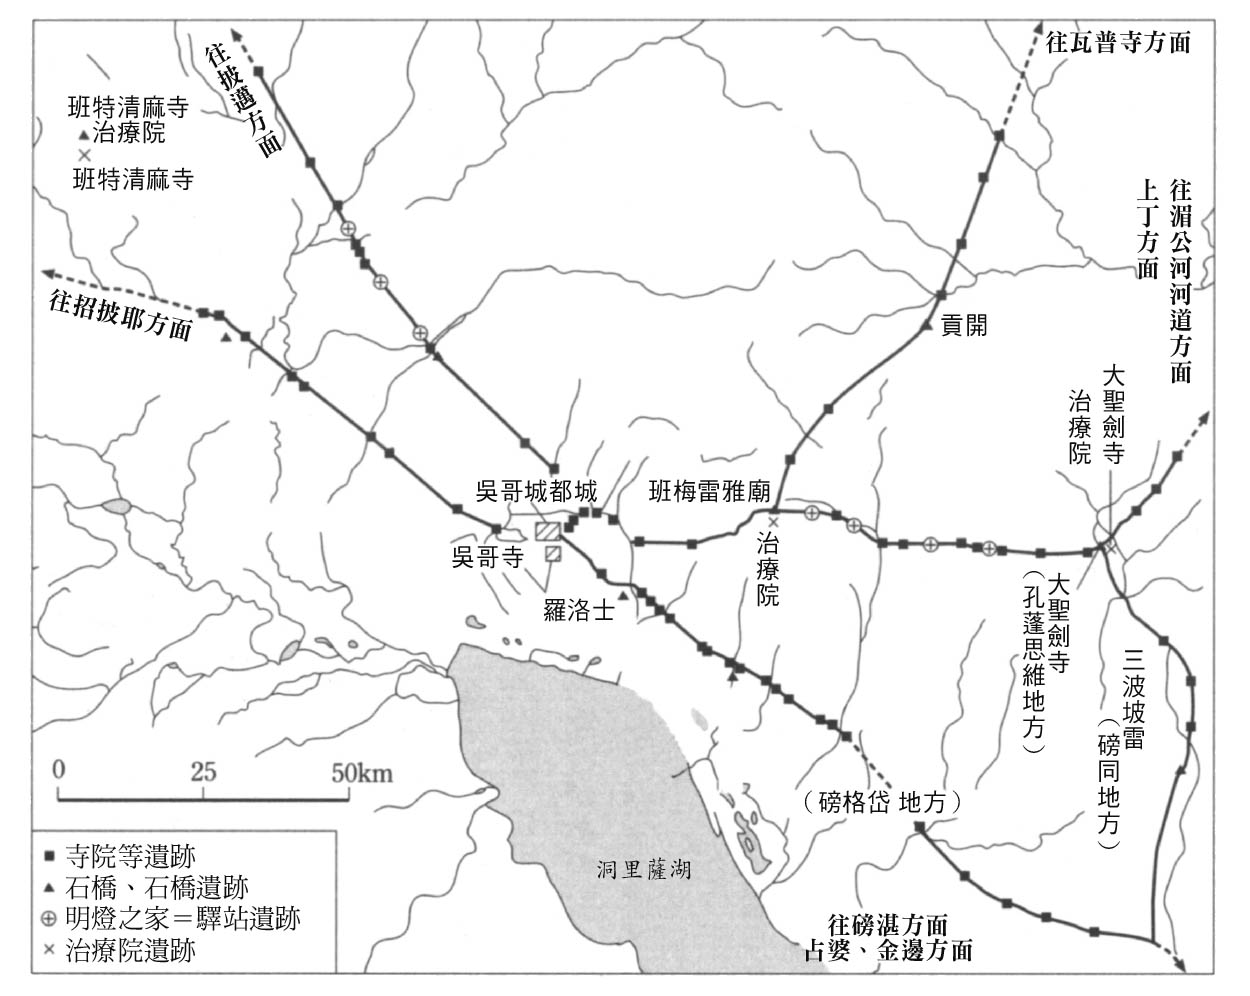 往瓦普寺方面
往披邁方面
班特清麻寺
治療院
班特清麻寺
往湄公河河道方面
上丁方面
往招披耶方面
貢開
大聖劍寺
治療院
吳哥城都城
班梅雷雅廟
吳哥寺
治療院
羅洛士
大聖劍寺
（孔蓬思維地方）
三波坡雷
（磅同地方）
0 25 50km
（磅格岱 地方）
寺院等遺跡
石橋、石橋遺跡
明燈之家＝驛站遺跡
治療院遺跡
洞里薩湖
往磅湛方面
占婆、金邊方面